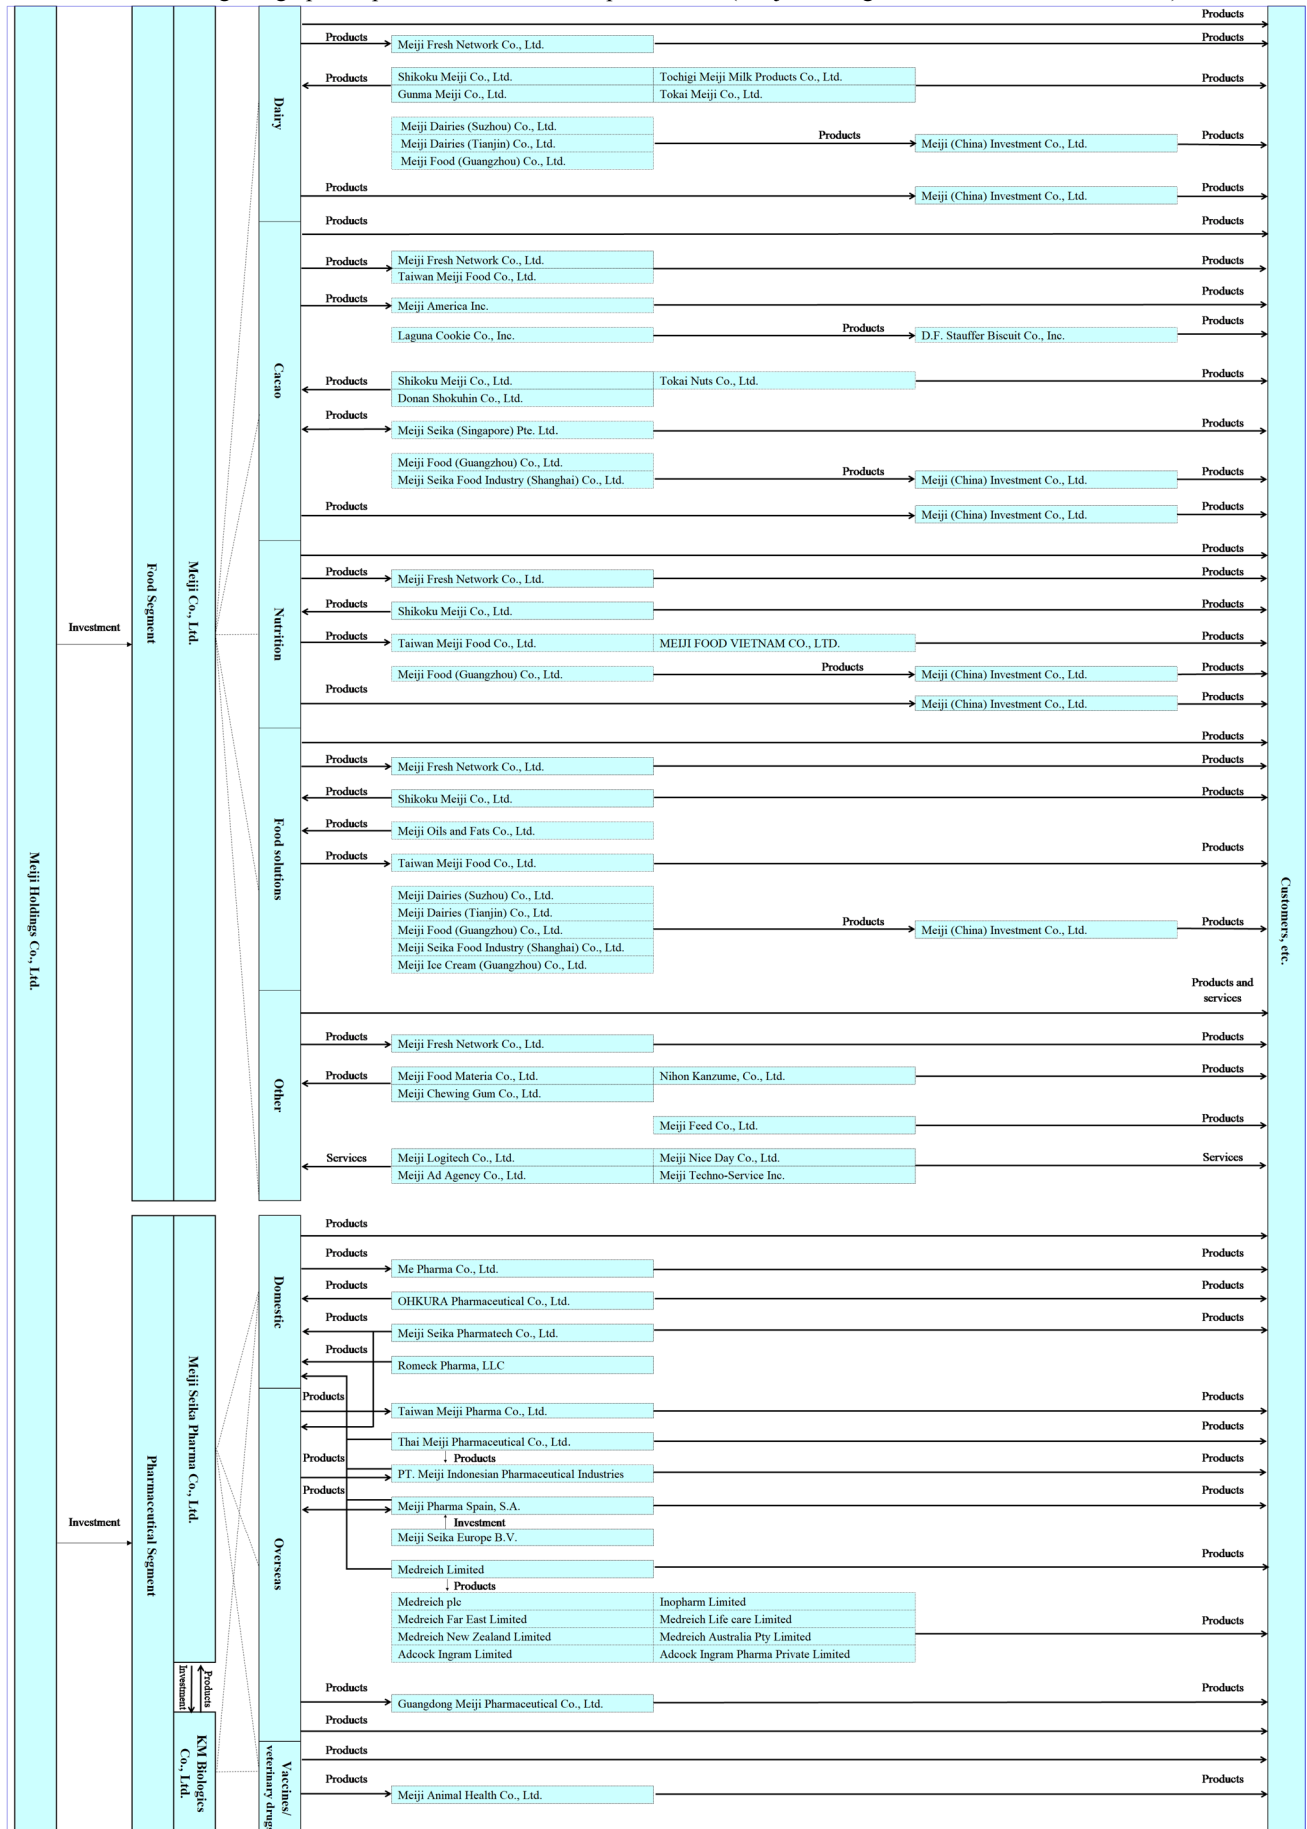 Products
Products
Products
Meiji Fresh Network Co., Ltd.
Products
Shikoku Meiji Co., Ltd.
Tochigi Meiji Milk Products Co., Ltd.
Products
Gunma Meiji Co., Ltd.
Tokai Meiji Co., Ltd.
Dairy
Meiji Dairies (Suzhou) Co., Ltd.
Meiji Dairies (Tianjin) Co., Ltd.
Meiji Food (Guangzhou) Co., Ltd.
Products
Meiji (China) Investment Co., Ltd.
Products
Products
Meiji (China) Investment Co., Ltd.
Products
Products
Products
Products
Meiji Fresh Network Co., Ltd.
Taiwan Meiji Food Co., Ltd.
Products
Products
Meiji America Inc.
Products
Laguna Cookie Co., Inc.
Products
D.F. Stauffer Biscuit Co., Inc.
Products
Cacao
Products
Shikoku Meiji Co., Ltd.
Tokai Nuts Co., Ltd.
Products
Donan Shokuhin Co., Ltd.
Products
Meiji Seika (Singapore) Pte. Ltd.
Products
Meiji Food (Guangzhou) Co., Ltd.
Meiji Seika Food Industry (Shanghai) Co., Ltd.
Products
Meiji (China) Investment Co., Ltd.
Products
Products
Meiji (China) Investment Co., Ltd.
Products
Products
Products
Meiji Fresh Network Co., Ltd.
Products
Products
Shikoku Meiji Co., Ltd.
Products
Nutrition
Products
Taiwan Meiji Food Co., Ltd.
MEIJI FOOD VIETNAM CO., LTD.
Products
Meiji Food (Guangzhou) Co., Ltd.
Products
Meiji (China) Investment Co., Ltd.
Products
Products
Meiji (China) Investment Co., Ltd.
Products
Investment
Food Segment
Meiji Co., Ltd.
Products
Products
Meiji Fresh Network Co., Ltd.
Products
Products
Shikoku Meiji Co., Ltd.
Products
Food solutions
Products
Meiji Oils and Fats Co., Ltd.
Products
Taiwan Meiji Food Co., Ltd.
Products
Meiji Dairies (Suzhou) Co., Ltd.
Meiji Dairies (Tianjin) Co., Ltd.
Meiji Food (Guangzhou) Co., Ltd.
Meiji Seika Food Industry (Shanghai) Co., Ltd.
Meiji Ice Cream (Guangzhou) Co., Ltd.
Products
Meiji (China) Investment Co., Ltd.
Products
Meiji Holdings Co., Ltd.
Customers, etc.
Products and
services
Products
Meiji Fresh Network Co., Ltd.
Products
Other
Products
Meiji Food Materia Co., Ltd.
Nihon Kanzume, Co., Ltd.
Products
Meiji Chewing Gum Co., Ltd.
Meiji Feed Co., Ltd.
Products
Services
Meiji Logitech Co., Ltd.
Meiji Nice Day Co., Ltd.
Services
Meiji Ad Agency Co., Ltd.
Meiji Techno-Service Inc.
Products
Products
Me Pharma Co., Ltd.
Products
Domestic
Products
OHKURA Pharmaceutical Co., Ltd.
Products
Products
Meiji Seika Pharmatech Co., Ltd.
Products
Products
Romeck Pharma, LLC
Products
Taiwan Meiji Pharma Co., Ltd.
Products
Thai Meiji Pharmaceutical Co., Ltd.
Products
Products
Products
PT. Meiji Indonesian Pharmaceutical Industries
Products
Products
Meiji Pharma Spain, S.A.
Products
Investment
Meiji Seika Europe B.V.
Overseas
Medreich Limited
Products
Products
Medreich plc
Inopharm Limited
Medreich Far East Limited
Medreich Life care Limited
Medreich New Zealand Limited
Medreich Australia Pty Limited
Adcock Ingram Limited
Adcock Ingram Pharma Private Limited
Products
Investment
Pharmaceutical Segment
Meiji Seika Pharma Co., Ltd.
Investment
Products
KM Biologics
Co., Ltd.
Products
Guangdong Meiji Pharmaceutical Co., Ltd.
Products
Products
Products
Vaccines/
veterinary drugs
Products
Meiji Animal Health Co., Ltd.
Products